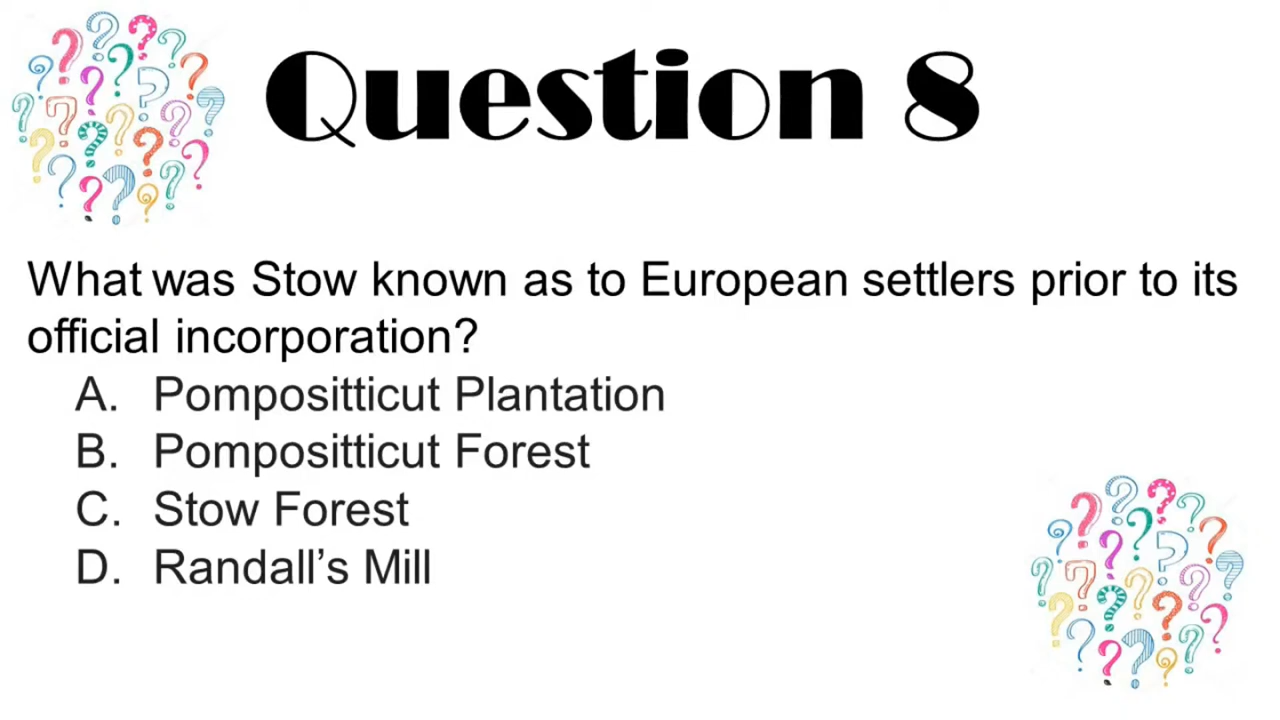 Question 8
What was Stow known as to European settlers prior to its
official incorporation?
A. Pompositticut Plantation
B. Pompositticut Forest
C. Stow Forest
D. Randall’s Mill